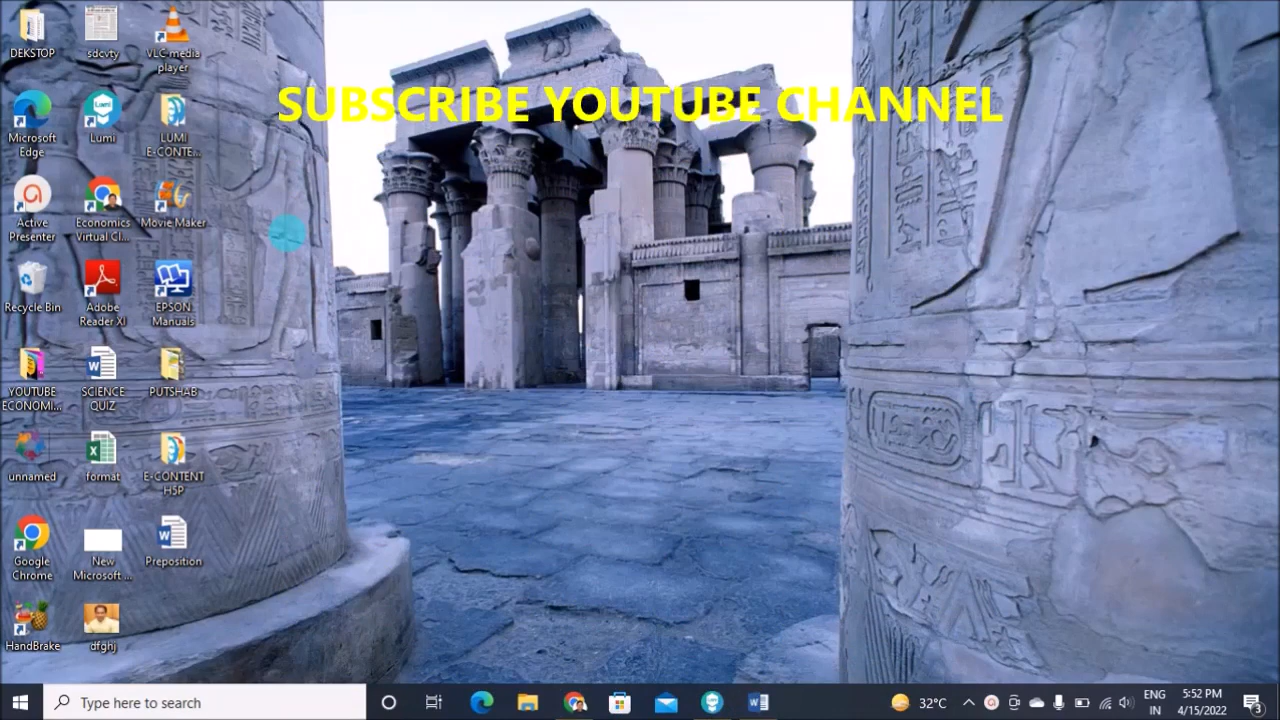 SUBSCRIBE YOUTUBE CHANNEL
DEKSTOP
sdcvty
VLC media
player
Microsoft
Edge
Lumi
LUMI
E-CONTE...
Active
Presenter
Economics
Virtual Cl...
Movie Maker
Recycle Bin
Adobe
Reader XI
EPSON
Manuals
YOUTUBE
ECONOMI...
SCIENCE
QUIZ
PUTSHAB
unnamed
format
E-CONTENT
H5P
Google
Chrome
New
Microsoft ...
Preposition
HandBrake
dfghj
Type here to search
32°C
ENG
IN
5:52 PM
4/15/2022
3